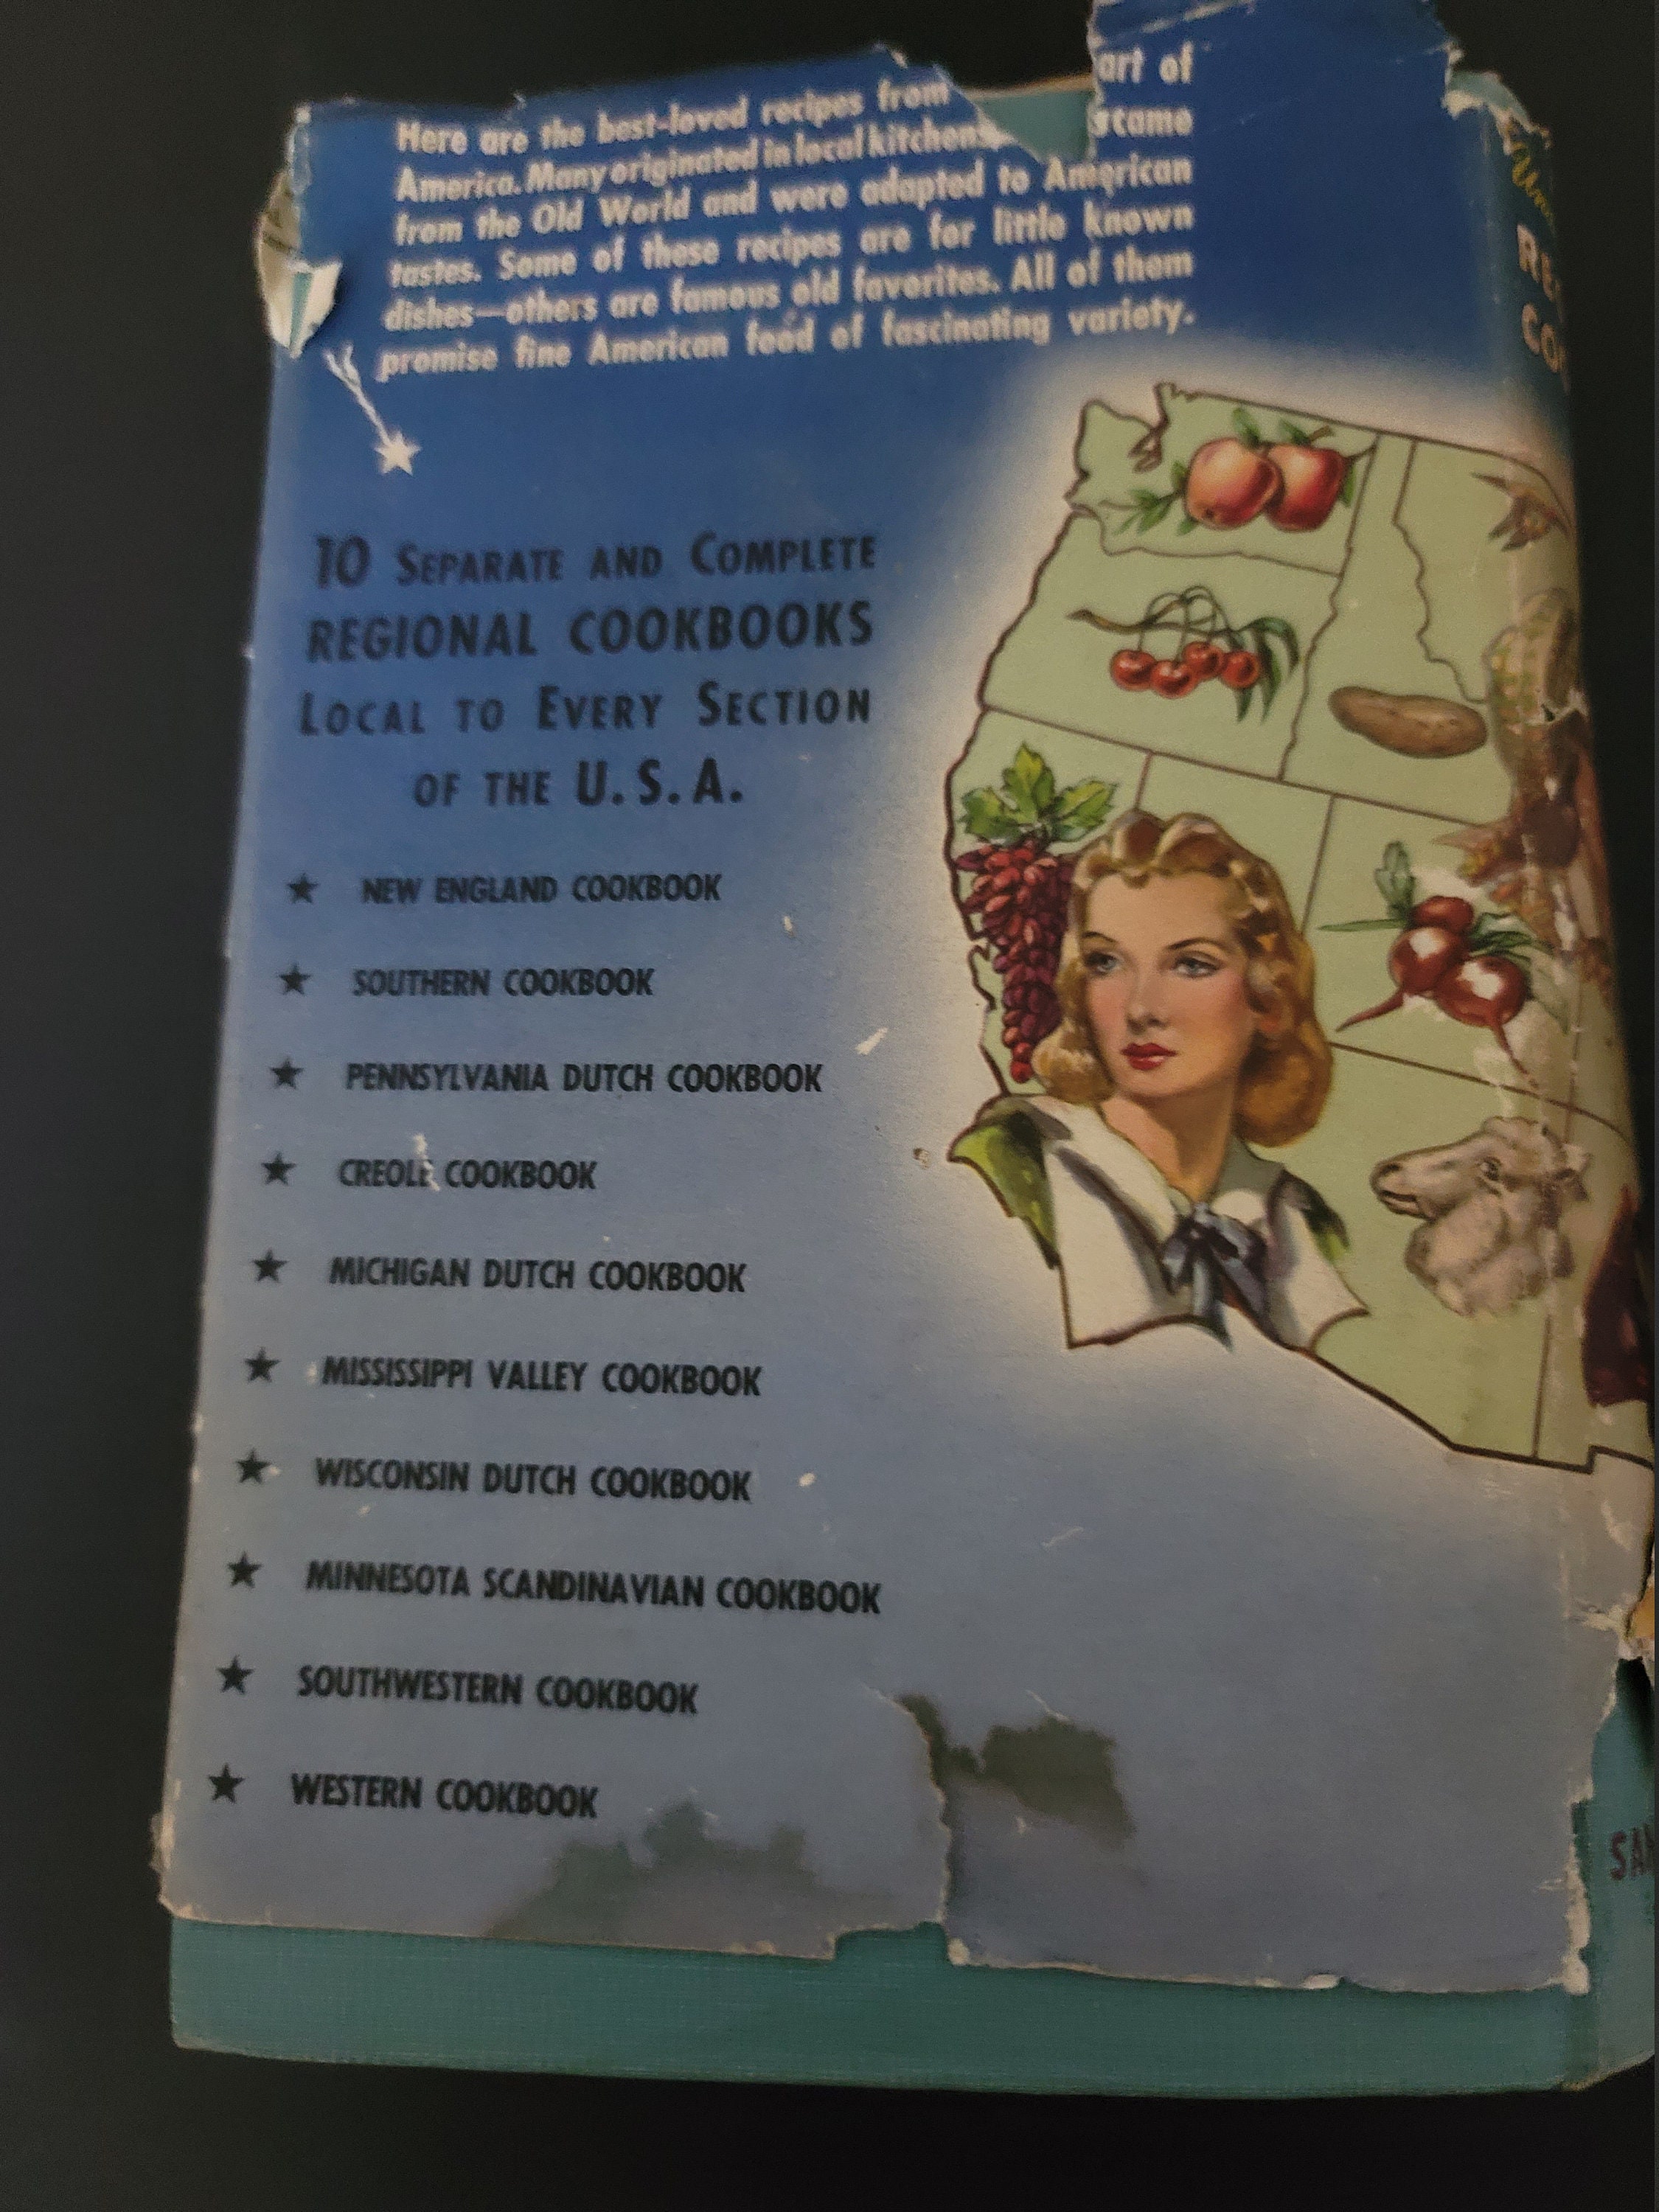 Here are the best-loved recipes from art of
America. Many originated in local kitchens came
from the Old World and were adapted to American
tastes. Some of these recipes are for little known
dishes—others are famous old favorites. All of them
promise fine American food of fascinating variety.
10 SEPARATE AND COMPLETE
REGIONAL COOKBOOKS
LOCAL TO EVERY SECTION
OF THE U.S.A.
★ NEW ENGLAND COOKBOOK
★ SOUTHERN COOKBOOK
★ PENNSYLVANIA DUTCH COOKBOOK
★ CREOLE COOKBOOK
★ MICHIGAN DUTCH COOKBOOK
★ MISSISSIPPI VALLEY COOKBOOK
★ WISCONSIN DUTCH COOKBOOK
★ MINNESOTA SCANDINAVIAN COOKBOOK
★ SOUTHWESTERN COOKBOOK
★ WESTERN COOKBOOK